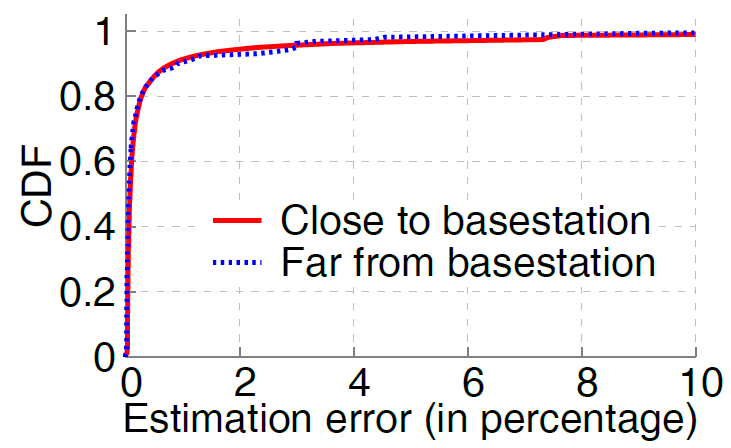 1
0.8
0.6
0.4
0.2
0
CDF
Close to basestation
Far from basestation
0 2 4 6 8 10
Estimation error (in percentage)